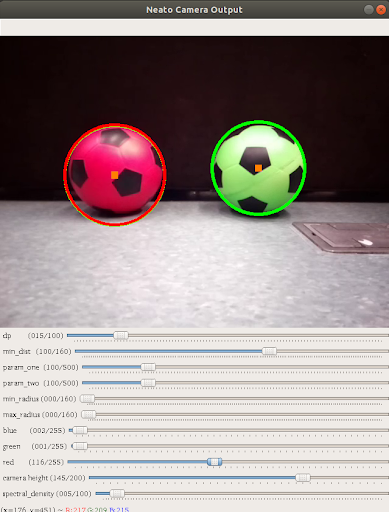 Neato Camera Output
dp (015/100)
min_dist (100/160)
param_one (100/500)
param_two (100/500)
min_radius (000/160)
max_radius (000/160)
blue (003/255)
green (001/255)
red (116/255)
camera height (145/200)
spectral_density (005/100)
(x=176, y=451) ~ R:217 G:209 B:215